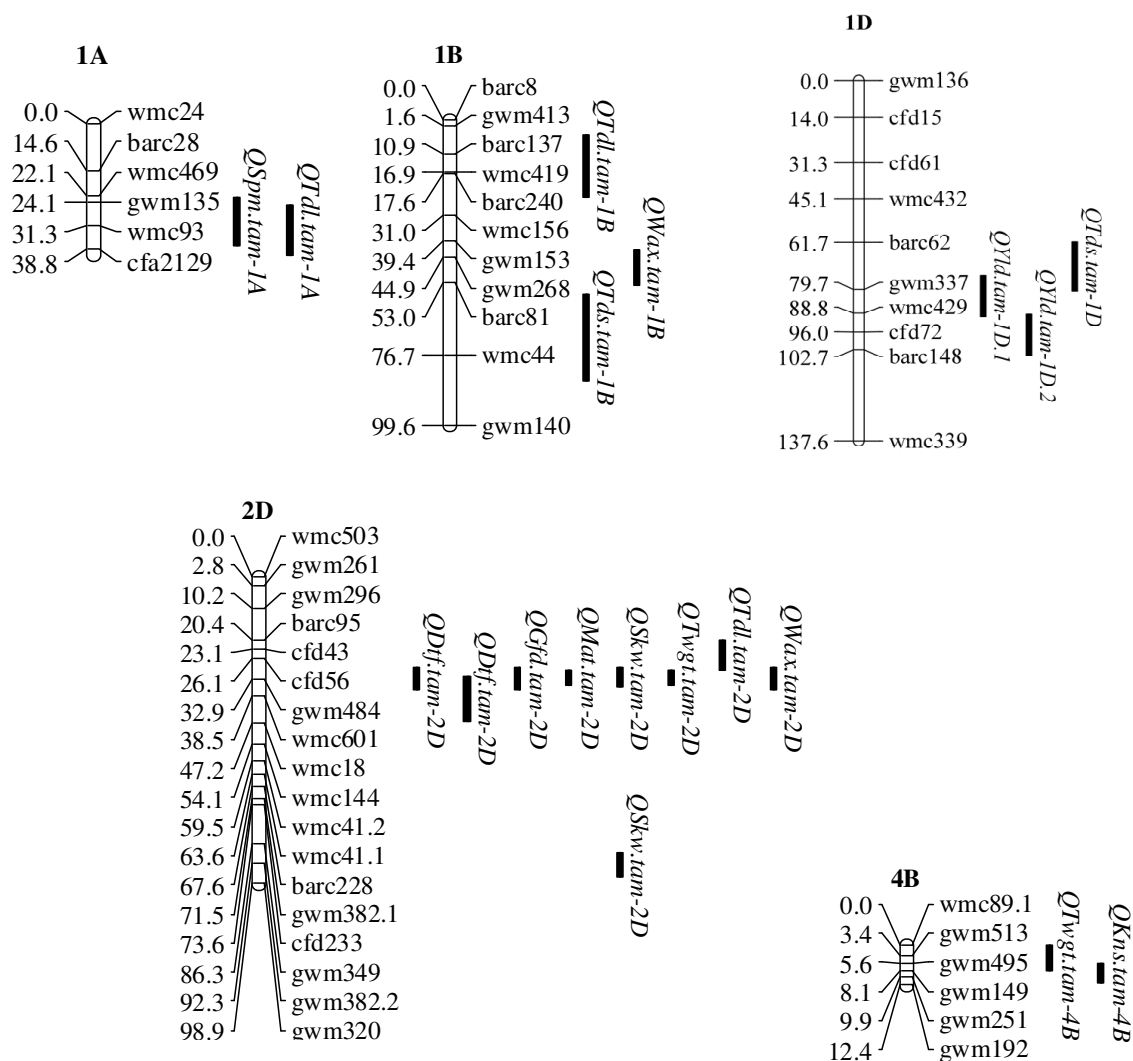 1A
0.0 wmc24
14.6 barc28
22.1 wmc469
24.1 gwm135
31.3 wmc93
38.8 cfa2129
QSpm.tam-1A
QTdl.tam-1A
1B
0.0 barc8
1.6 gwm413
10.9 barc137
16.9 wmc419
17.6 barc240
31.0 wmc156
39.4 gwm153
44.9 gwm268
53.0 barc81
76.7 wmc44
99.6 gwm140
QTdl.tam-1B
QTds.tam-1B
QWax.tam-1B
1D
0.0 gwm136
14.0 cfd15
31.3 cfd61
45.1 wmc432
61.7 barc62
79.7 gwm337
88.8 wmc429
96.0 cfd72
102.7 barc148
137.6 wmc339
QYld.tam-1D.1
QYld.tam-1D.2
QTds.tam-1D
2D
0.0 wmc503
2.8 gwm261
10.2 gwm296
20.4 barc95
23.1 cfd43
26.1 cfd56
32.9 gwm484
38.5 wmc601
47.2 wmc18
54.1 wmc144
59.5 wmc41.2
63.6 wmc41.1
67.6 barc228
71.5 gwm382.1
73.6 cfd233
86.3 gwm349
92.3 gwm382.2
98.9 gwm320
QDtf.tam-2D
QDtf.tam-2D
QGfd.tam-2D
QMat.tam-2D
QSkw.tam-2D
QTwgt.tam-2D
QTdl.tam-2D
QWax.tam-2D
QSkw.tam-2D
4B
0.0 wmc89.1
3.4 gwm513
5.6 gwm495
8.1 gwm149
9.9 gwm251
12.4 gwm192
QTwgt.tam-4B
QKns.tam-4B